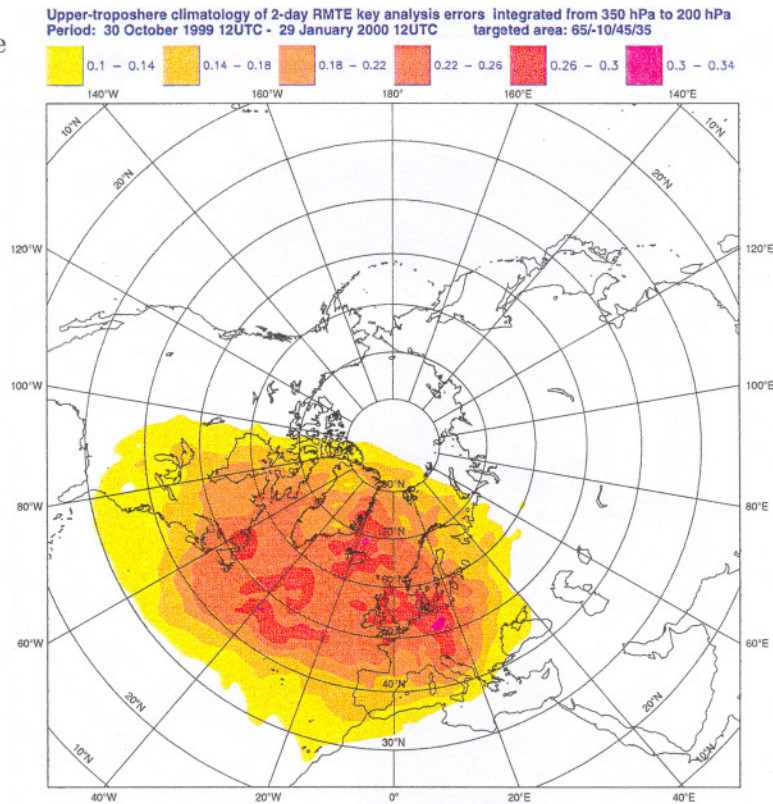 Upper-troposhere climatology of 2-day RMTE key analysis errors integrated from 350 hPa to 200 hPa
Period: 30 October 1999 12UTC - 29 January 2000 12UTC targeted area: 65/-10/45/35
e
0.1 - 0.14 0.14 - 0.18 0.18 - 0.22 0.22 - 0.26 0.26 - 0.3 0.3 - 0.34
140°W 160°W 180° 160°E 140°E
10°N 10°N
20°N 20°N
120°W 120°E
100°W 100°E
80°N
80°W 80°E
70°N
60°N
60°W 60°E
40°N
20°N 20°N
30°N
10°N 10°N
40°W 20°W 0° 20°E 40°E